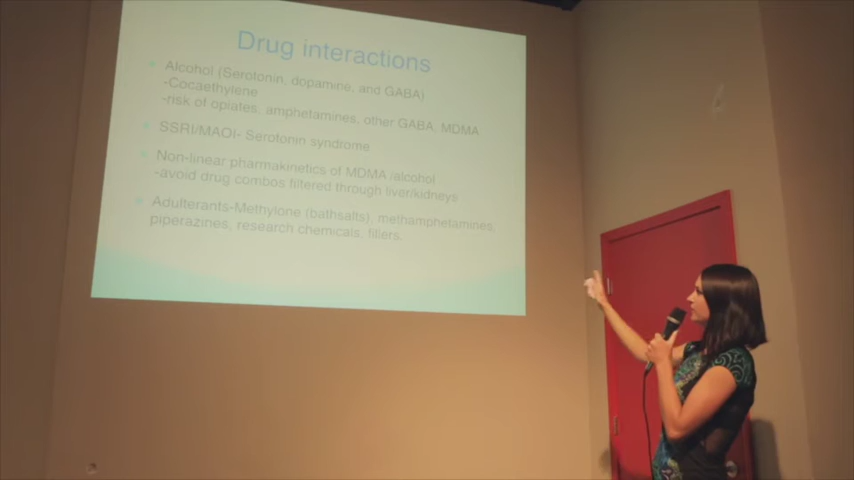 Drug interactions
Alcohol (Serotonin, dopamine, and GABA)
-Cocaethylene
-risk of opiates, amphetamines, other GABA, MDMA
SSRI/MAOI- Serotonin syndrome
Non-linear pharmakinetics of MDMA /alcohol
-avoid drug combos filtered through liver/kidneys
Adulterants-Methylone (bathsalts), methamphetamines,
piperazines, research chemicals, fillers.